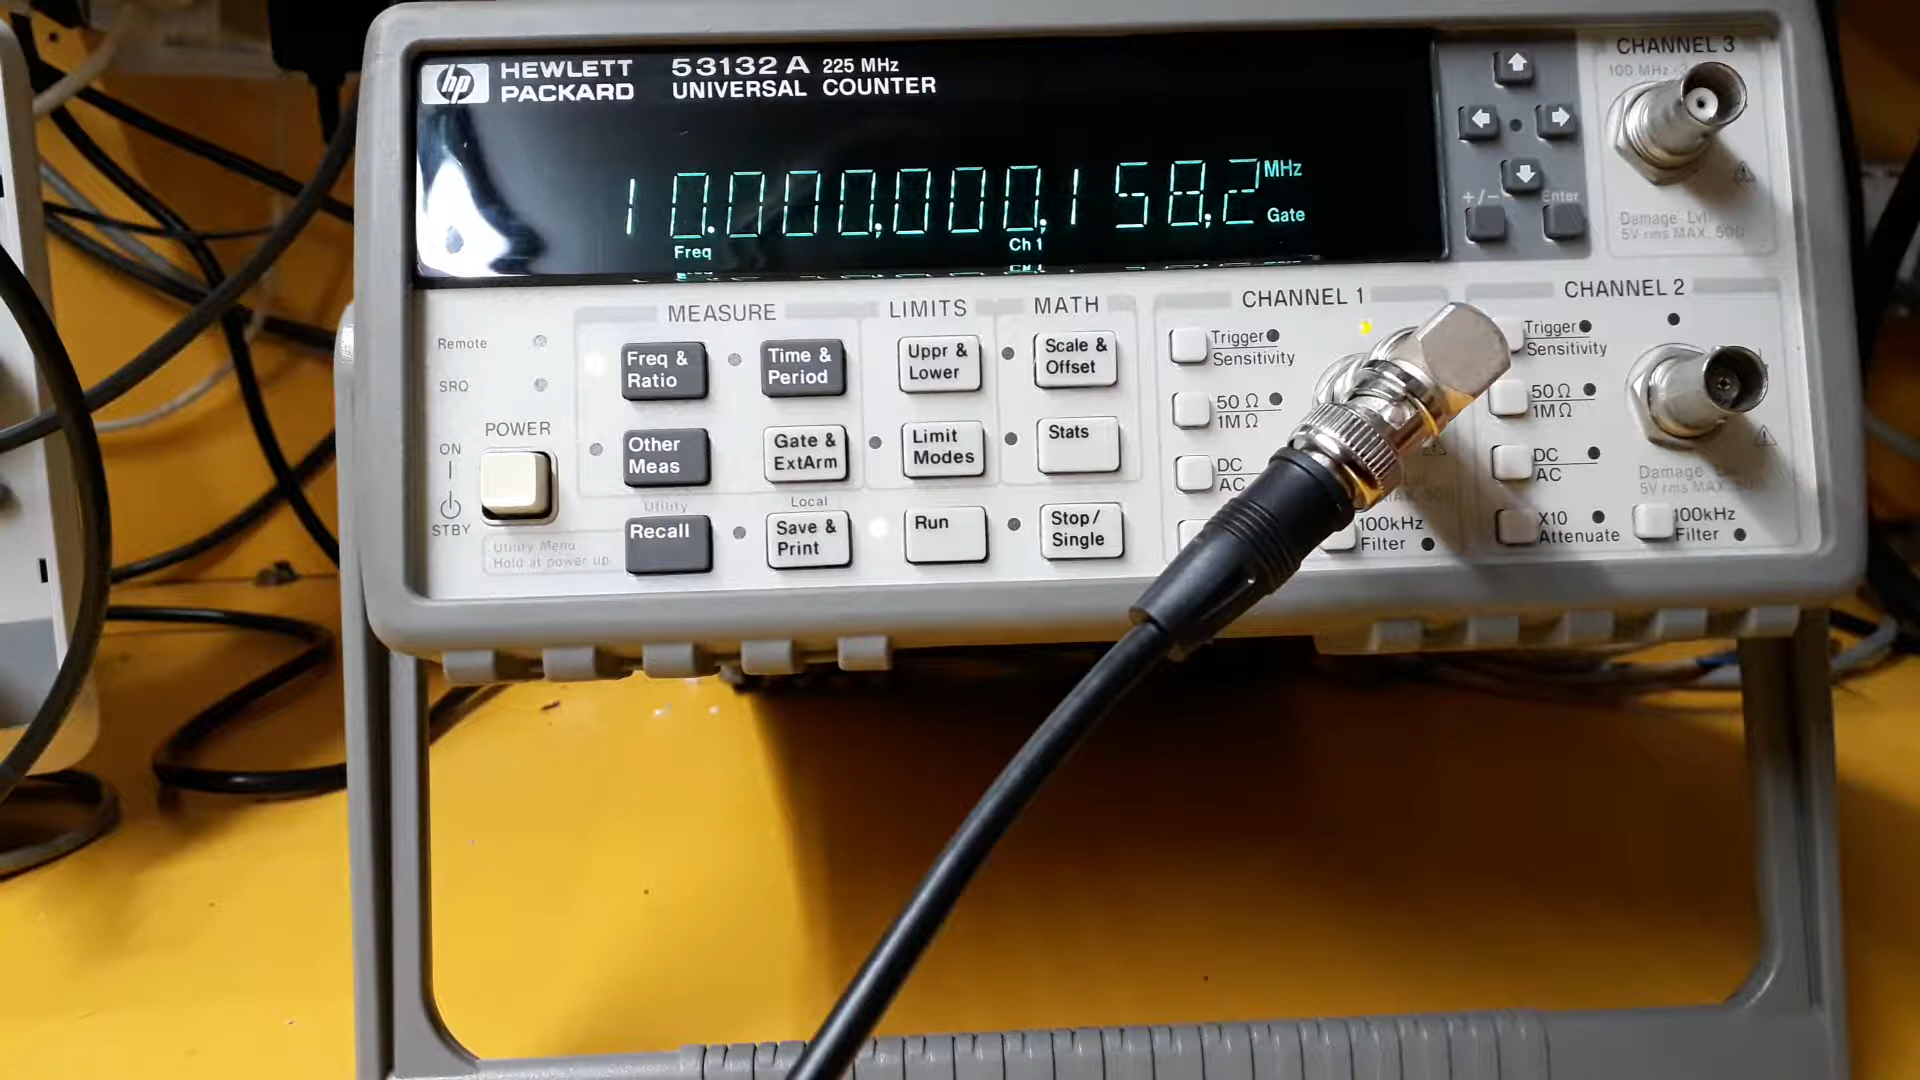 hp HEWLETT PACKARD
53132A 225 MHz
UNIVERSAL COUNTER
10.000,000,158,2 MHz
Gate
Freq Ch 1
CHANNEL 3
100 MHz
+/- Enter
Damage Lvl
5V rms MAX. 50Ω
MEASURE LIMITS MATH
CHANNEL 1 CHANNEL 2
Remote
SRQ
POWER
ON
STBY
Utility Menu
Hold at power up
Freq & Ratio
Time & Period
Uppr & Lower
Scale & Offset
Other Meas
Gate & ExtArm
Limit Modes
Stats
Utility
Recall
Local
Save & Print
Run
Stop/ Single
Trigger
Sensitivity
50 Ω
1M Ω
DC
AC
100kHz
Filter
Trigger
Sensitivity
50 Ω
1M Ω
DC
AC
Damage Lvl
5V rms MAX.
X10
Attenuate
100kHz
Filter